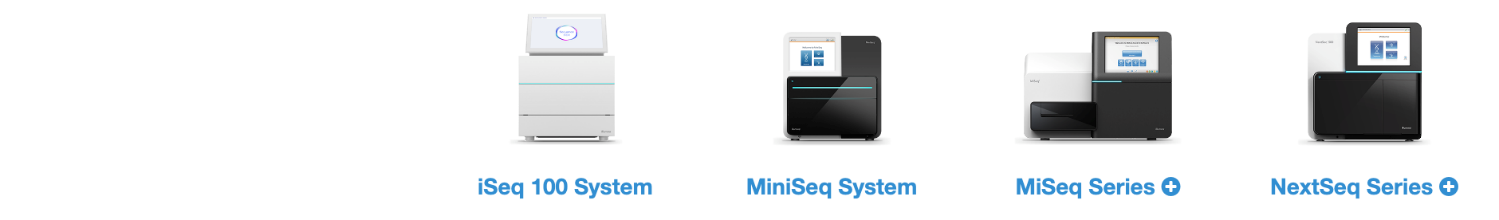 iSeq 100 System
MiniSeq System
MiSeq Series
NextSeq Series